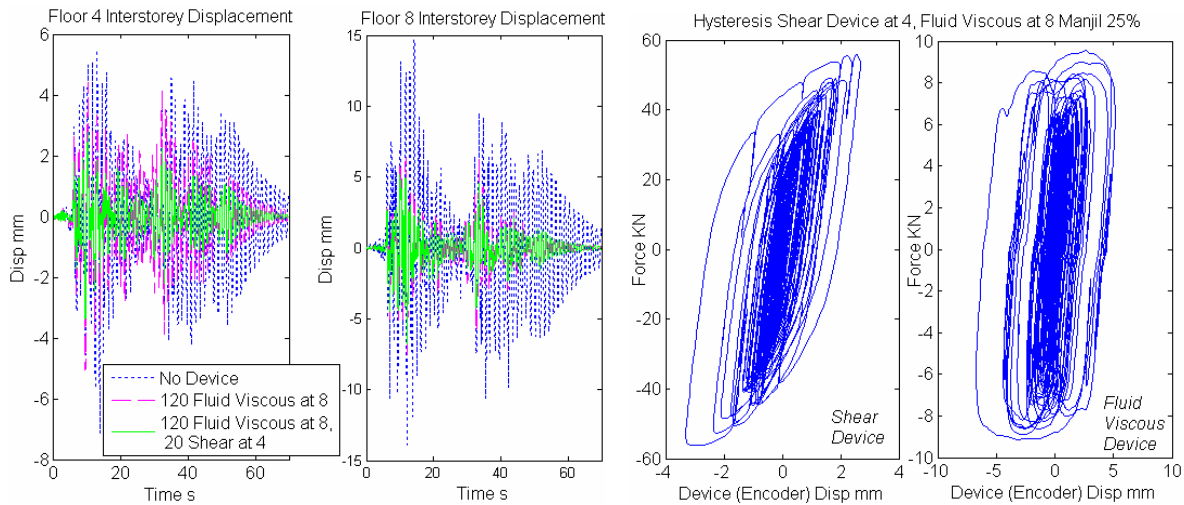 Floor 4 Interstorey Displacement
6
4
2
0
-2
-4
-6
-8
0
20
40
60
Disp mm
Time s
Floor 8 Interstorey Displacement
15
10
5
0
-5
-10
-15
0
20
40
60
Disp mm
Time s
No Device
120 Fluid Viscous at 8
120 Fluid Viscous at 8,
20 Shear at 4
Hysteresis Shear Device at 4, Fluid Viscous at 8 Manjil 25%
60
40
20
0
-20
-40
-60
-4
-2
0
2
4
Force KN
Device (Encoder) Disp mm
Shear
Device
10
8
6
4
2
0
-2
-4
-6
-8
-10
-10
-5
0
5
10
Force KN
Device (Encoder) Disp mm
Fluid
Viscous
Device